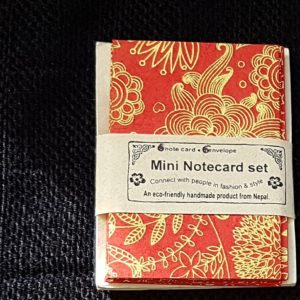 6 note card • 6 envelope
Mini Notecard set
Connect with people in fashion & style
An eco-friendly handmade product from Nepal.